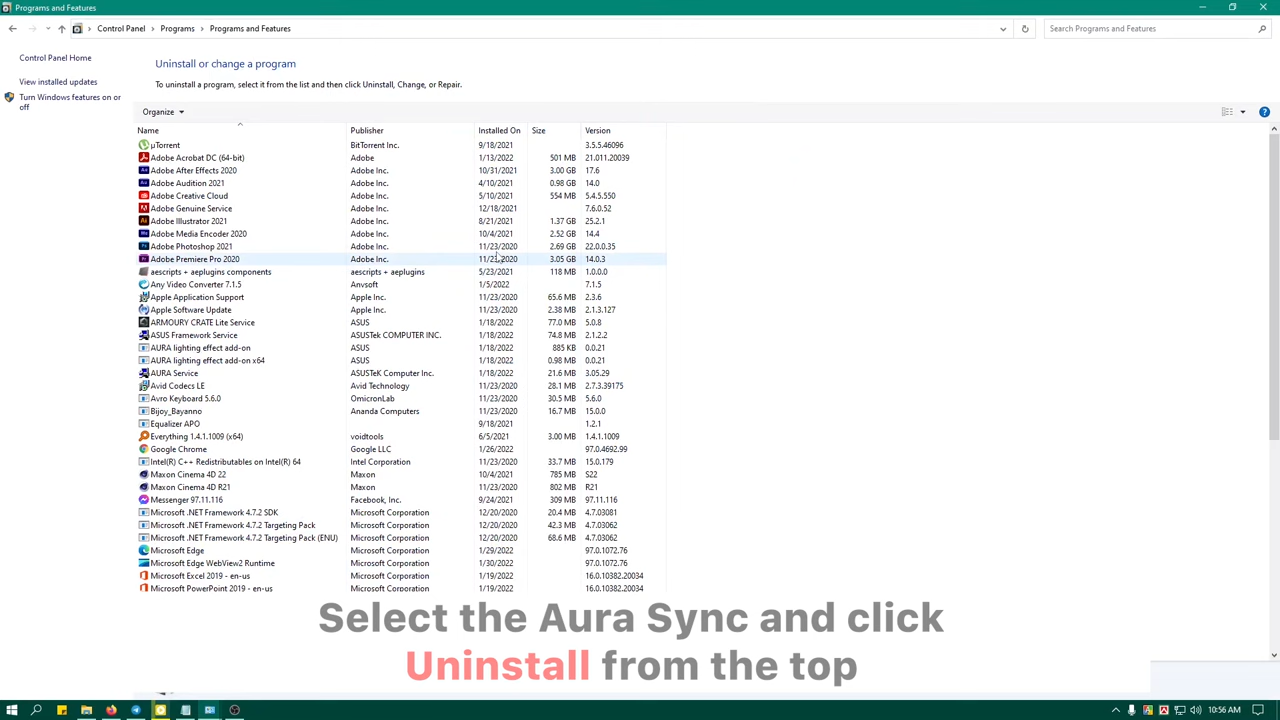 Programs and Features
Control Panel > Programs > Programs and Features
Search Programs and Features
Control Panel Home
View installed updates
Turn Windows features on or
off
Uninstall or change a program
To uninstall a program, select it from the list and then click Uninstall, Change, or Repair.
Organize
Name Publisher Installed On Size Version
µTorrent BitTorrent Inc. 9/18/2021 3.5.5.46096
Adobe Acrobat DC (64-bit) Adobe 1/13/2022 501 MB 21.011.20039
Adobe After Effects 2020 Adobe Inc. 10/31/2021 3.00 GB 17.6
Adobe Audition 2021 Adobe Inc. 4/10/2021 0.98 GB 14.0
Adobe Creative Cloud Adobe Inc. 5/10/2021 554 MB 5.4.5.550
Adobe Genuine Service Adobe Inc. 12/18/2021 7.6.0.52
Adobe Illustrator 2021 Adobe Inc. 8/21/2021 1.37 GB 25.2.1
Adobe Media Encoder 2020 Adobe Inc. 10/4/2021 2.52 GB 14.4
Adobe Photoshop 2021 Adobe Inc. 11/23/2020 2.69 GB 22.0.0.35
Adobe Premiere Pro 2020 Adobe Inc. 11/23/2020 3.05 GB 14.0.3
aescripts + aeplugins components aescripts + aeplugins 5/23/2021 118 MB 1.0.0.0
Any Video Converter 7.1.5 Anvsoft 1/5/2022 7.1.5
Apple Application Support Apple Inc. 11/23/2020 65.6 MB 2.3.6
Apple Software Update Apple Inc. 11/23/2020 2.38 MB 2.1.3.127
ARMOURY CRATE Lite Service ASUS 1/18/2022 77.0 MB 5.0.8
ASUS Framework Service ASUSTek COMPUTER INC. 1/18/2022 74.8 MB 2.1.2.2
AURA lighting effect add-on ASUS 1/18/2022 885 KB 0.0.21
AURA lighting effect add-on x64 ASUS 1/18/2022 0.98 MB 0.0.21
AURA Service ASUSTeK Computer Inc. 1/18/2022 21.6 MB 3.05.29
Avid Codecs LE Avid Technology 11/23/2020 28.1 MB 2.7.3.39175
Avro Keyboard 5.6.0 OmicronLab 11/23/2020 30.5 MB 5.6.0
Bijoy_Bayanno Ananda Computers 11/23/2020 16.7 MB 15.0.0
Equalizer APO 9/18/2021 1.2.1
Everything 1.4.1.1009 (x64) voidtools 6/5/2021 3.00 MB 1.4.1.1009
Google Chrome Google LLC 1/26/2022 97.0.4692.99
Intel(R) C++ Redistributables on Intel(R) 64 Intel Corporation 11/23/2020 33.7 MB 15.0.179
Maxon Cinema 4D 22 Maxon 10/4/2021 785 MB S22
Maxon Cinema 4D R21 Maxon 11/23/2020 802 MB R21
Messenger 97.11.116 Facebook, Inc. 9/24/2021 309 MB 97.11.116
Microsoft .NET Framework 4.7.2 SDK Microsoft Corporation 12/20/2020 20.4 MB 4.7.03081
Microsoft .NET Framework 4.7.2 Targeting Pack Microsoft Corporation 12/20/2020 42.3 MB 4.7.03062
Microsoft .NET Framework 4.7.2 Targeting Pack (ENU) Microsoft Corporation 12/20/2020 68.6 MB 4.7.03062
Microsoft Edge Microsoft Corporation 1/29/2022 97.0.1072.76
Microsoft Edge WebView2 Runtime Microsoft Corporation 1/30/2022 97.0.1072.76
Microsoft Excel 2019 - en-us Microsoft Corporation 1/19/2022 16.0.10382.20034
Microsoft PowerPoint 2019 - en-us Microsoft Corporation 1/19/2022 16.0.10382.20034
Select the Aura Sync and click
Uninstall from the top
10:56 AM